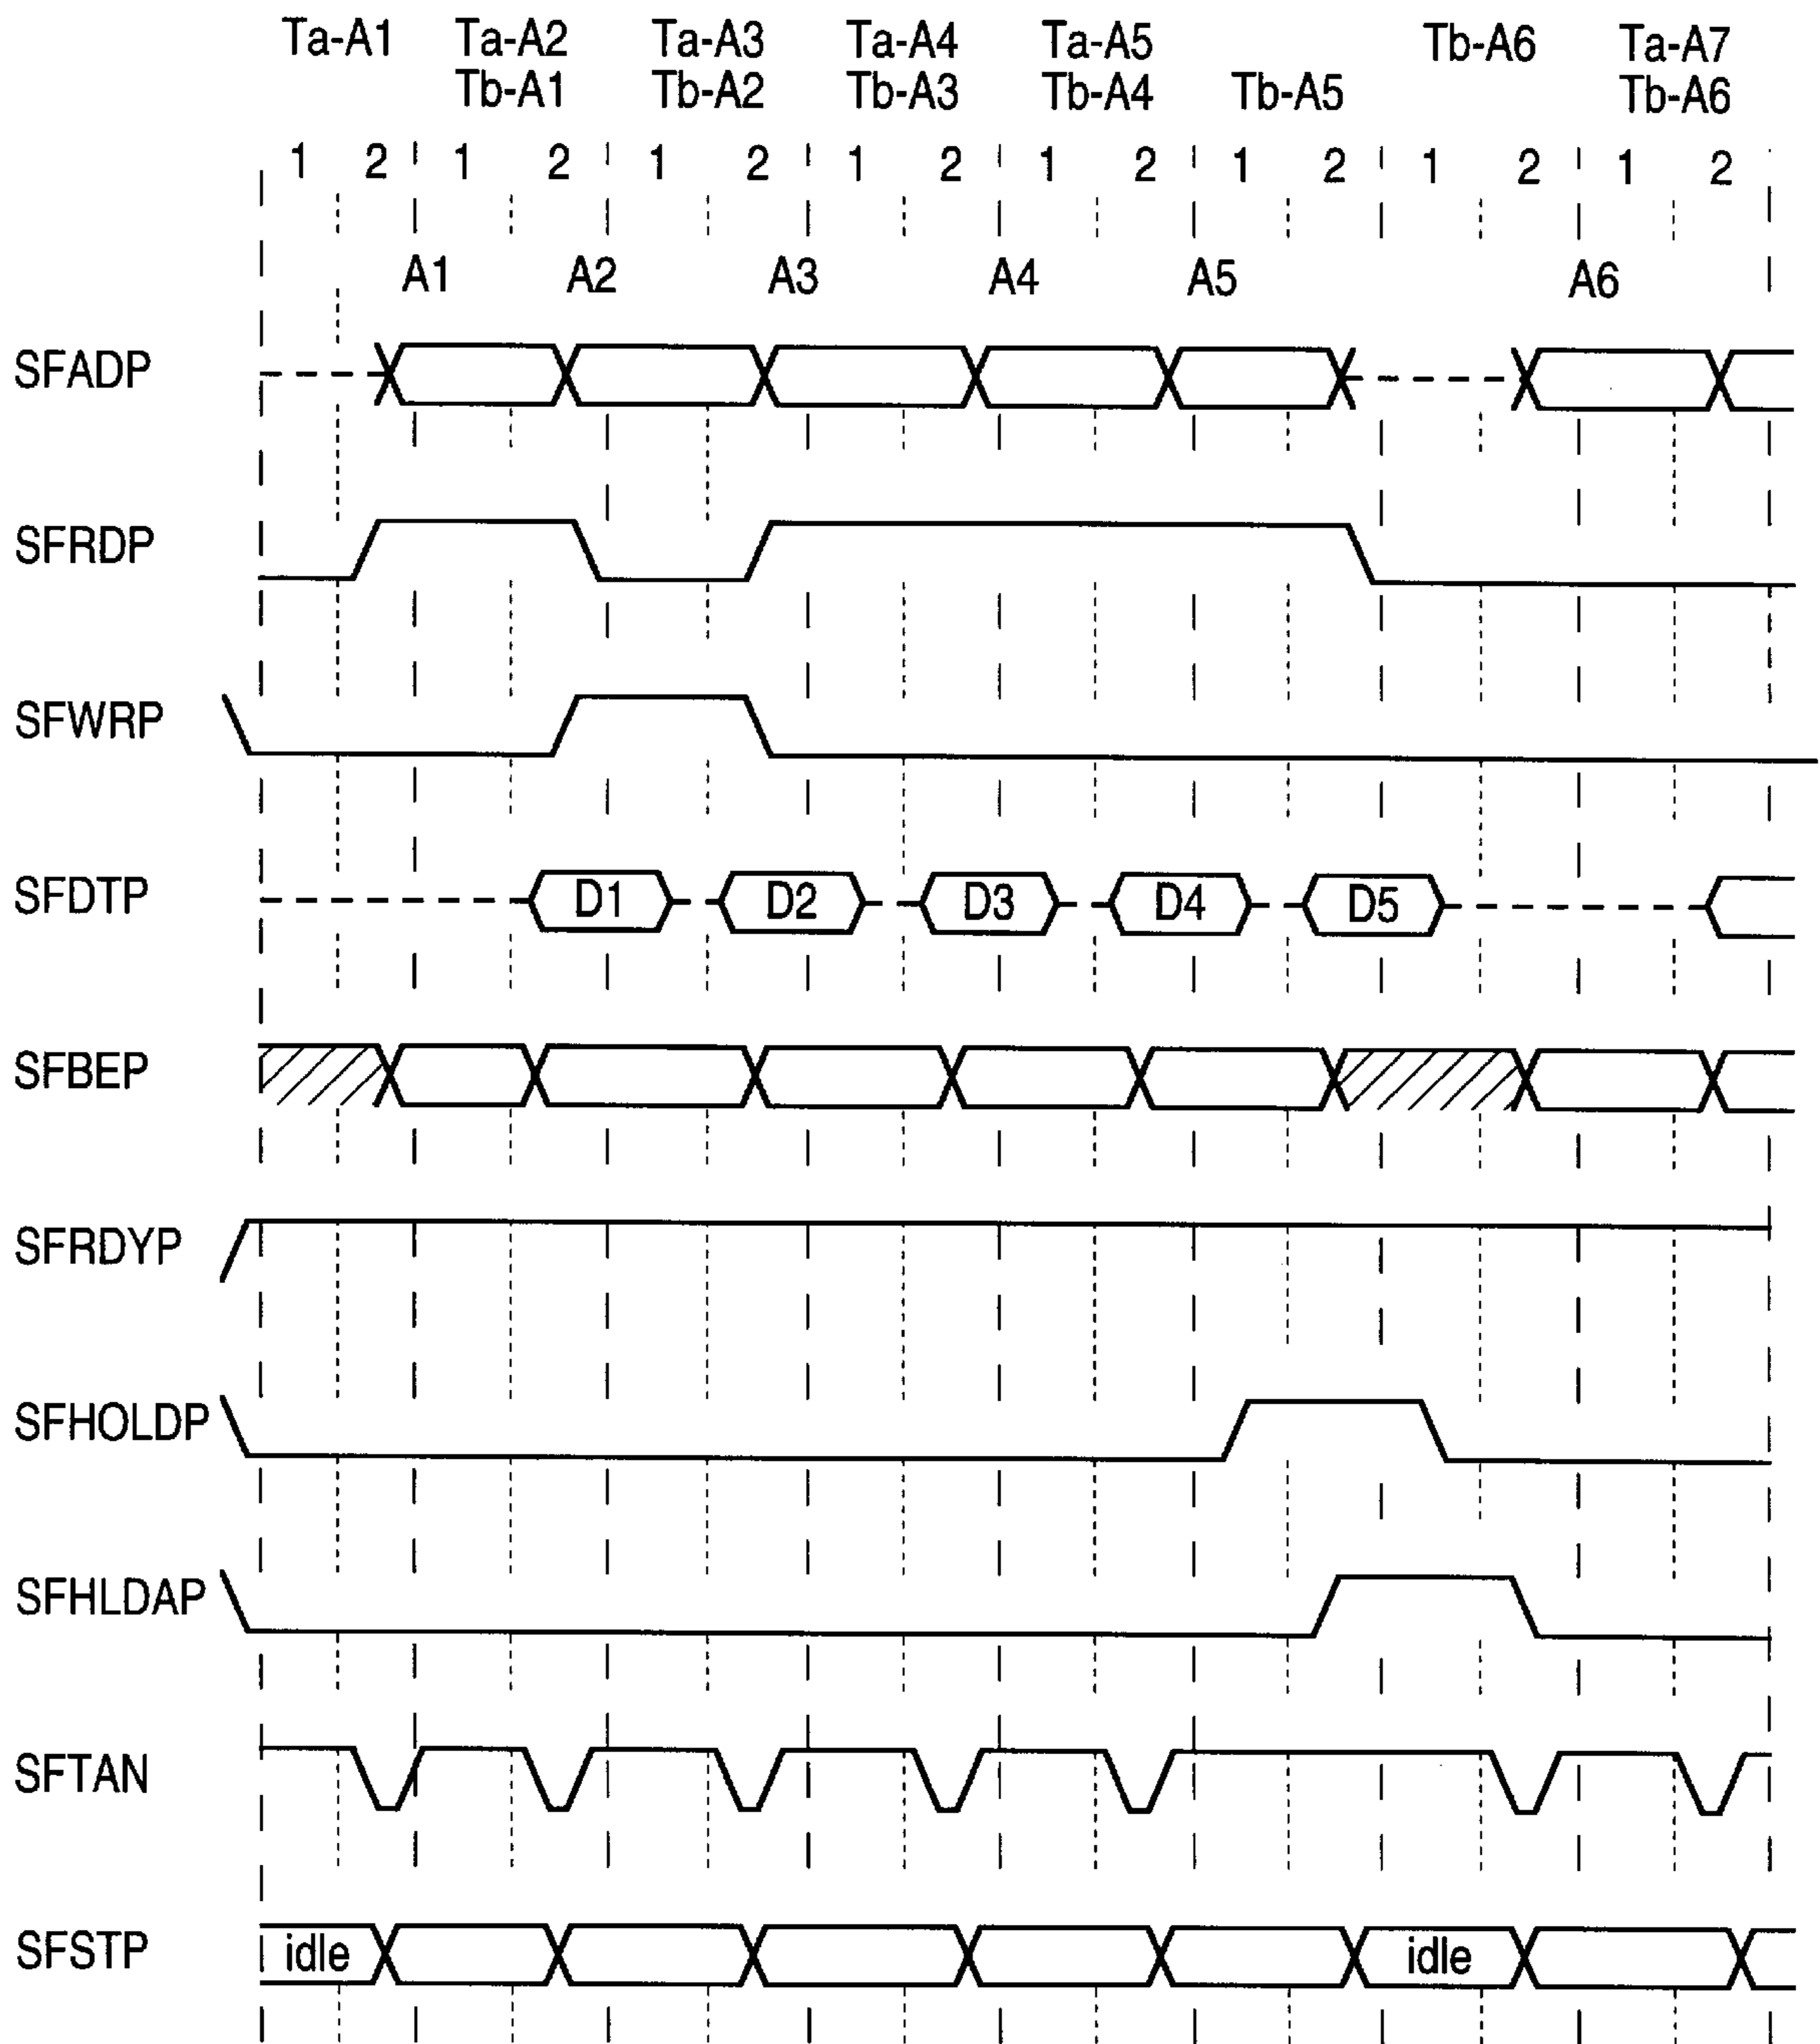 Ta-A1 Ta-A2 Ta-A3 Ta-A4 Ta-A5 Tb-A6 Ta-A7
Tb-A1 Tb-A2 Tb-A3 Tb-A4 Tb-A5 Tb-A6
1 2 1 2 1 2 1 2 1 2 1 2 1 2 1 2
A1 A2 A3 A4 A5 A6
SFADP
SFRDP
SFWRP
SFDTP D1 D2 D3 D4 D5
SFBEP
SFRDYP
SFHOLDP
SFHLDAP
SFTAN
SFSTP idle idle